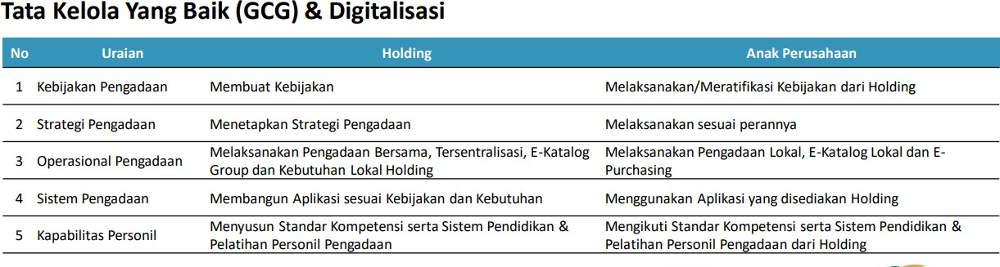 Tata Kelola Yang Baik (GCG) & Digitalisasi
No Uraian Holding Anak Perusahaan
1 Kebijakan Pengadaan Membuat Kebijakan Melaksanakan/Meratifikasi Kebijakan dari Holding
2 Strategi Pengadaan Menetapkan Strategi Pengadaan Melaksanakan sesuai perannya
3 Operasional Pengadaan Melaksanakan Pengadaan Bersama, Tersentralisasi, E-Katalog
Group dan Kebutuhan Lokal Holding
Melaksanakan Pengadaan Lokal, E-Katalog Lokal dan E-
Purchasing
4 Sistem Pengadaan Membangun Aplikasi sesuai Kebijakan dan Kebutuhan Menggunakan Aplikasi yang disediakan Holding
5 Kapabilitas Personil Menyusun Standar Kompetensi serta Sistem Pendidikan &
Pelatihan Personil Pengadaan
Mengikuti Standar Kompetensi serta Sistem Pendidikan &
Pelatihan Personil Pengadaan dari Holding